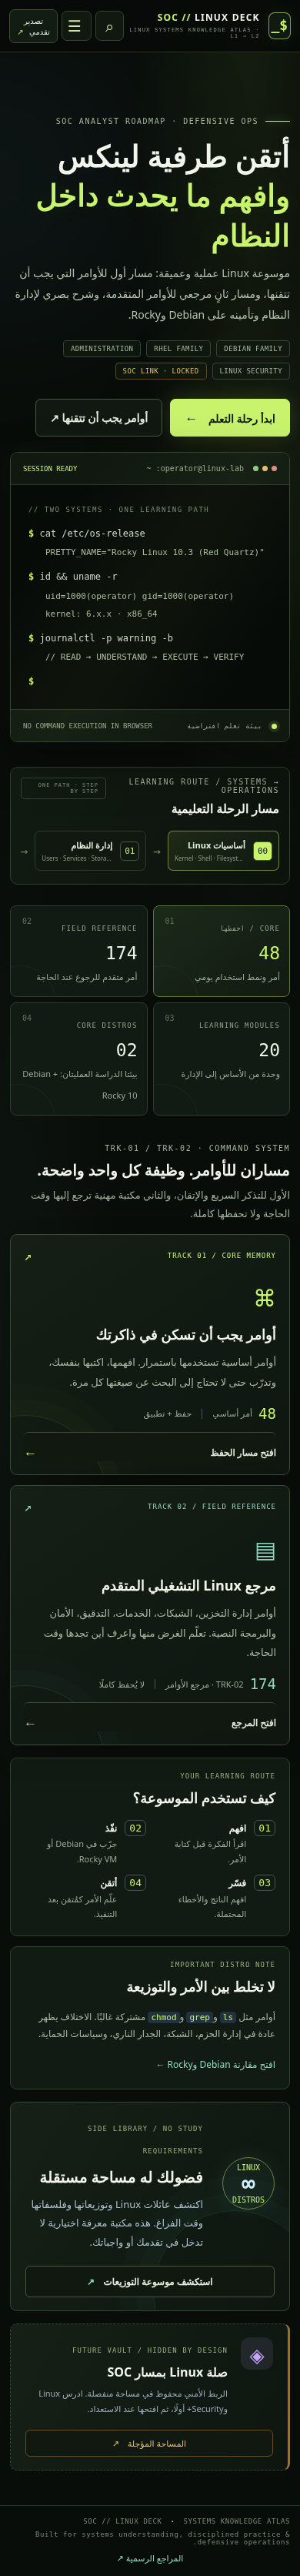 SOC // LINUX DECK
LINUX SYSTEMS KNOWLEDGE ATLAS ·
L1 → L2
$_
تصدير
تقدمي ↗
SOC ANALYST ROADMAP · DEFENSIVE OPS
أتقن طرفية لينكس
وافهم ما يحدث داخل
النظام
موسوعة Linux عملية وعميقة: مسار أول للأوامر التي يجب أن
تتقنها، ومسار ثانٍ مرجعي للأوامر المتقدمة، وشرح بصري لإدارة
النظام وتأمينه على Debian وRocky.
DEBIAN FAMILY
RHEL FAMILY
ADMINISTRATION
LINUX SECURITY
SOC LINK · LOCKED
ابدأ رحلة التعلم ←
أوامر يجب أن تتقنها ↗
operator@linux-lab: ~
SESSION READY
// TWO SYSTEMS · ONE LEARNING PATH
$ cat /etc/os-release
PRETTY_NAME="Rocky Linux 10.3 (Red Quartz)"
$ id && uname -r
uid=1000(operator) gid=1000(operator)
kernel: 6.x.x · x86_64
$ journalctl -p warning -b
// READ → UNDERSTAND → EXECUTE → VERIFY
$
بيئة تعلم افتراضية
NO COMMAND EXECUTION IN BROWSER
LEARNING ROUTE / SYSTEMS →
OPERATIONS
مسار الرحلة التعليمية
ONE PATH · STEP
BY STEP
00
أساسيات Linux
Kernel · Shell · Filesyst...
→
01
إدارة النظام
Users · Services · Stora...
→
01
CORE / احفظها
48
أمر ونمط استخدام يومي
02
FIELD REFERENCE
174
أمر متقدم للرجوع عند الحاجة
03
LEARNING MODULES
20
وحدة من الأساس إلى الإدارة
04
CORE DISTROS
02
بيئتا الدراسة العمليتان: Debian +
Rocky 10
TRK-01 / TRK-02 · COMMAND SYSTEM
مساران للأوامر. وظيفة كل واحد واضحة.
الأول للتذكر السريع والإتقان، والثاني مكتبة مهنية ترجع إليها وقت
الحاجة ولا تحفظها كاملة.
TRACK 01 / CORE MEMORY
↗
⌘
أوامر يجب أن تسكن في ذاكرتك
أوامر أساسية تستخدمها باستمرار. افهمها، اكتبها بنفسك،
وتدرّب حتى لا تحتاج إلى البحث عن صيغتها كل مرة.
48 أمر أساسي | حفظ + تطبيق
افتح مسار الحفظ ←
TRACK 02 / FIELD REFERENCE
↗
▤
مرجع Linux التشغيلي المتقدم
أوامر إدارة التخزين، الشبكات، الخدمات، التدقيق، الأمان
والبرمجة النصية. تعلّم الغرض منها واعرف أين تجدها وقت
الحاجة.
174 TRK-02 · مرجع الأوامر | لا يُحفظ كاملًا
افتح المرجع ←
YOUR LEARNING ROUTE
كيف تستخدم الموسوعة؟
01 افهم
اقرأ الفكرة قبل كتابة
الأمر.
02 نفّذ
جرّب في Debian أو
Rocky VM.
03 فسّر
افهم الناتج والأخطاء
المحتملة.
04 أتقن
علّم الأمر كمُتقن بعد
التنفيذ.
IMPORTANT DISTRO NOTE
لا تخلط بين الأمر والتوزيعة
أوامر مثل ls وgrep وchmod مشتركة غالبًا. الاختلاف يظهر
عادة في إدارة الحزم، الشبكة، الجدار الناري، وسياسات الحماية.
افتح مقارنة Debian وRocky ←
SIDE LIBRARY / NO STUDY
REQUIREMENTS
LINUX
∞
DISTROS
فضولك له مساحة مستقلة
اكتشف عائلات Linux وتوزيعاتها وفلسفاتها
وقت الفراغ. هذه مكتبة معرفة اختيارية لا
تدخل في تقدمك أو واجباتك.
استكشف موسوعة التوزيعات ↗
FUTURE VAULT / HIDDEN BY DESIGN
◈
صلة Linux بمسار SOC
الربط الأمني محفوظ في مساحة منفصلة. ادرس Linux
وSecurity+ أولًا، ثم افتحها عند الاستعداد.
المساحة المؤجلة ↗
SOC // LINUX DECK · SYSTEMS KNOWLEDGE ATLAS
Built for systems understanding, disciplined practice &
defensive operations.
المراجع الرسمية ↗